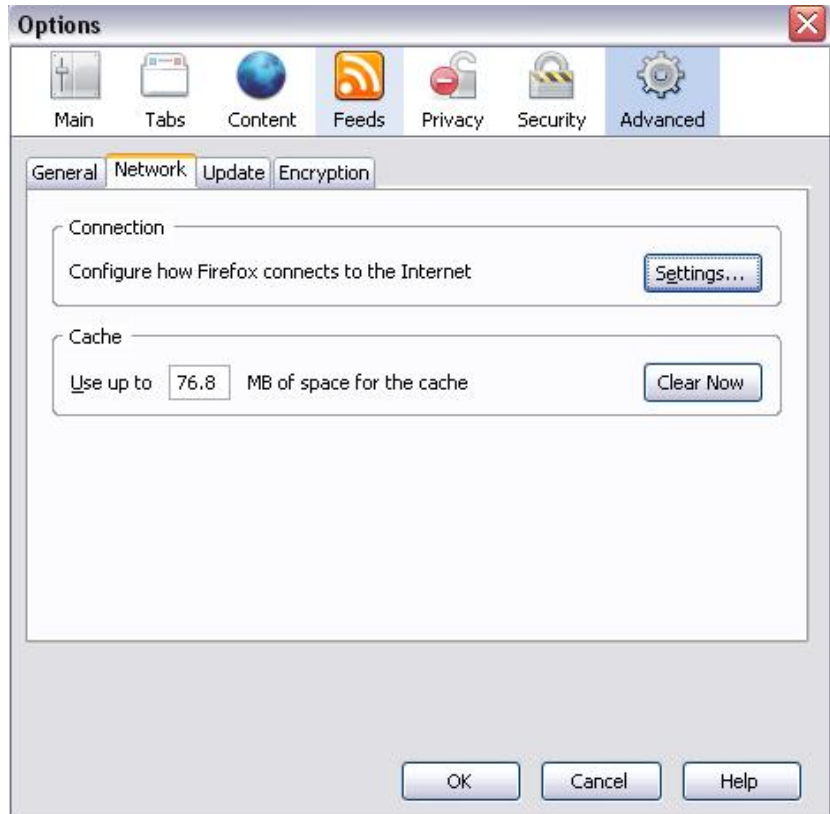 Options
Main Tabs Content Feeds Privacy Security Advanced
General Network Update Encryption
Connection
Configure how Firefox connects to the Internet Settings...
Cache
Use up to 76.8 MB of space for the cache Clear Now
OK Cancel Help